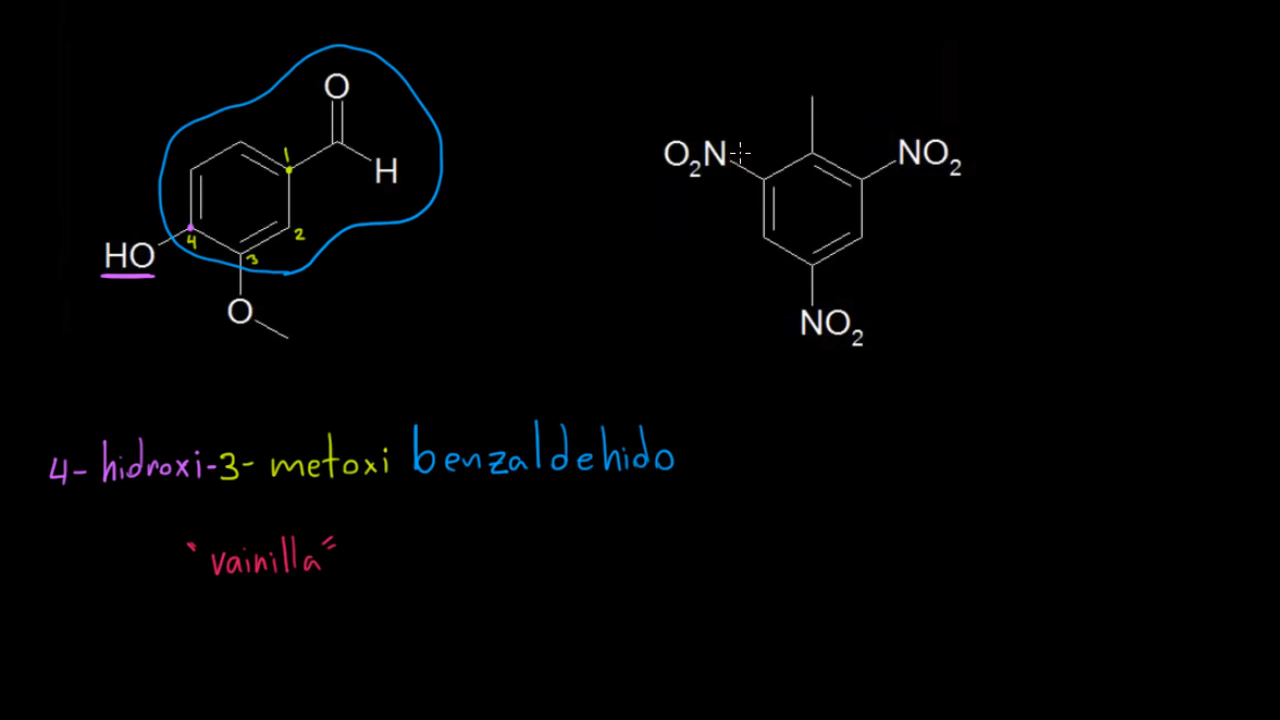 O
1
H
2
4
3
HO
O
O₂N
NO₂
NO₂
4- hidroxi-3- metoxi benzaldehido
"vainilla"